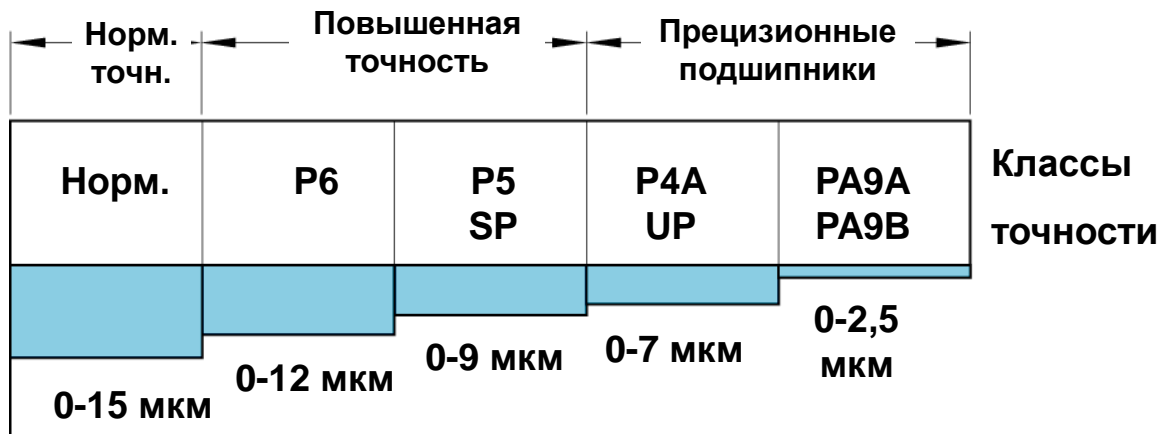 Норм.
точн.
Повышенная
точность
Прецизионные
подшипники
Норм.
P6
P5
SP
P4A
UP
PA9A
PA9B
Классы
точности
0-15 мкм
0-12 мкм
0-9 мкм
0-7 мкм
0-2,5
мкм